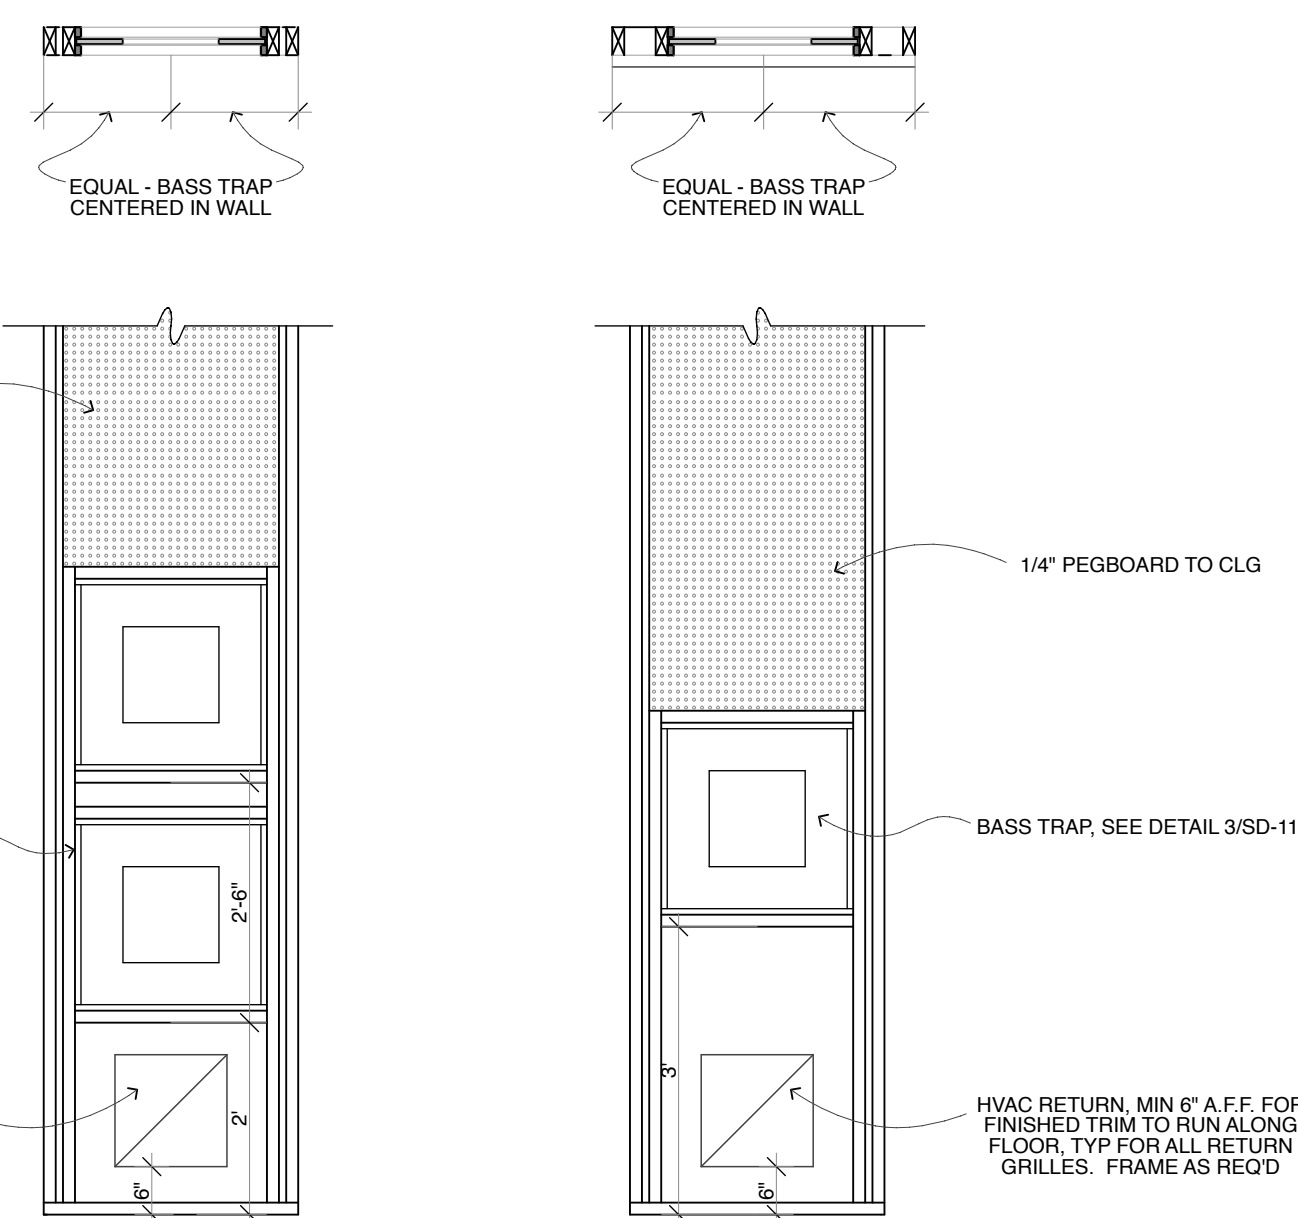 EQUAL - BASS TRAP
CENTERED IN WALL
EQUAL - BASS TRAP
CENTERED IN WALL
1/4" PEGBOARD TO CLG
BASS TRAP, SEE DETAIL 3/SD-11
2'-6"
3'
2'
6"
6"
HVAC RETURN, MIN 6" A.F.F. FOR
FINISHED TRIM TO RUN ALONG
FLOOR, TYP FOR ALL RETURN
GRILLES. FRAME AS REQ'D